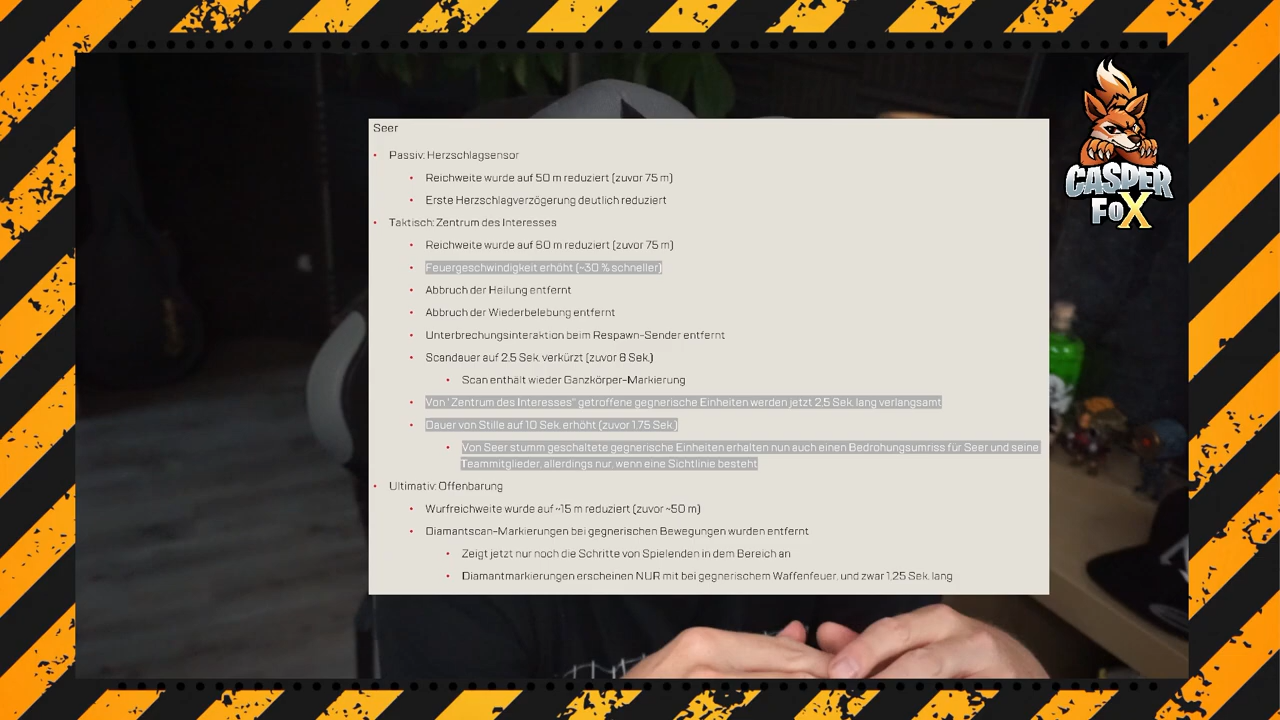 Seer
Passiv: Herzschlagsensor
Reichweite wurde auf 50 m reduziert (zuvor 75 m)
Erste Herzschlagverzögerung deutlich reduziert
Taktisch: Zentrum des Interesses
Reichweite wurde auf 60 m reduziert (zuvor 75 m)
Feuergeschwindigkeit erhöht (~30 % schneller)
Abbruch der Heilung entfernt
Abbruch der Wiederbelebung entfernt
Unterbrechungsinteraktion beim Respawn-Sender entfernt
Scandauer auf 2.5 Sek. verkürzt (zuvor 8 Sek.)
Scan enthält wieder Ganzkörper-Markierung
Von "Zentrum des Interesses" getroffene gegnerische Einheiten werden jetzt 2,5 Sek. lang verlangsamt
Dauer von Stille auf 10 Sek. erhöht (zuvor 1,75 Sek.)
Von Seer stumm geschaltete gegnerische Einheiten erhalten nun auch einen Bedrohungsumriss für Seer und seine
Teammitglieder, allerdings nur, wenn eine Sichtlinie besteht
Ultimativ: Offenbarung
Wurfreichweite wurde auf ~15 m reduziert (zuvor ~50 m)
Diamantscan-Markierungen bei gegnerischen Bewegungen wurden entfernt
Zeigt jetzt nur noch die Schritte von Spielenden in dem Bereich an
Diamantmarkierungen erscheinen NUR mit bei gegnerischem Waffenfeuer, und zwar 1,25 Sek. lang
CASPER
FOX